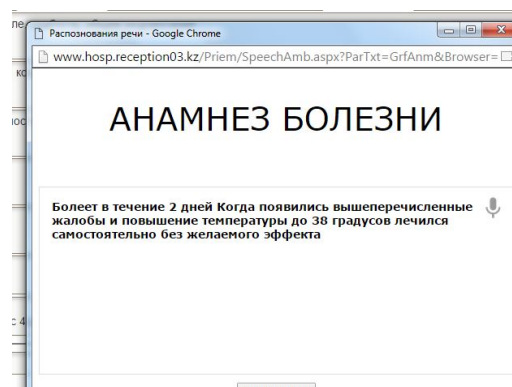 Распознования речи - Google Chrome
www.hosp.reception03.kz/Priem/SpeechAmb.aspx?ParTxt=GrfAnm&Browser=
АНАМНЕЗ БОЛЕЗНИ
Болеет в течение 2 дней Когда появились вышеперечисленные
жалобы и повышение температуры до 38 градусов лечился
самостоятельно без желаемого эффекта